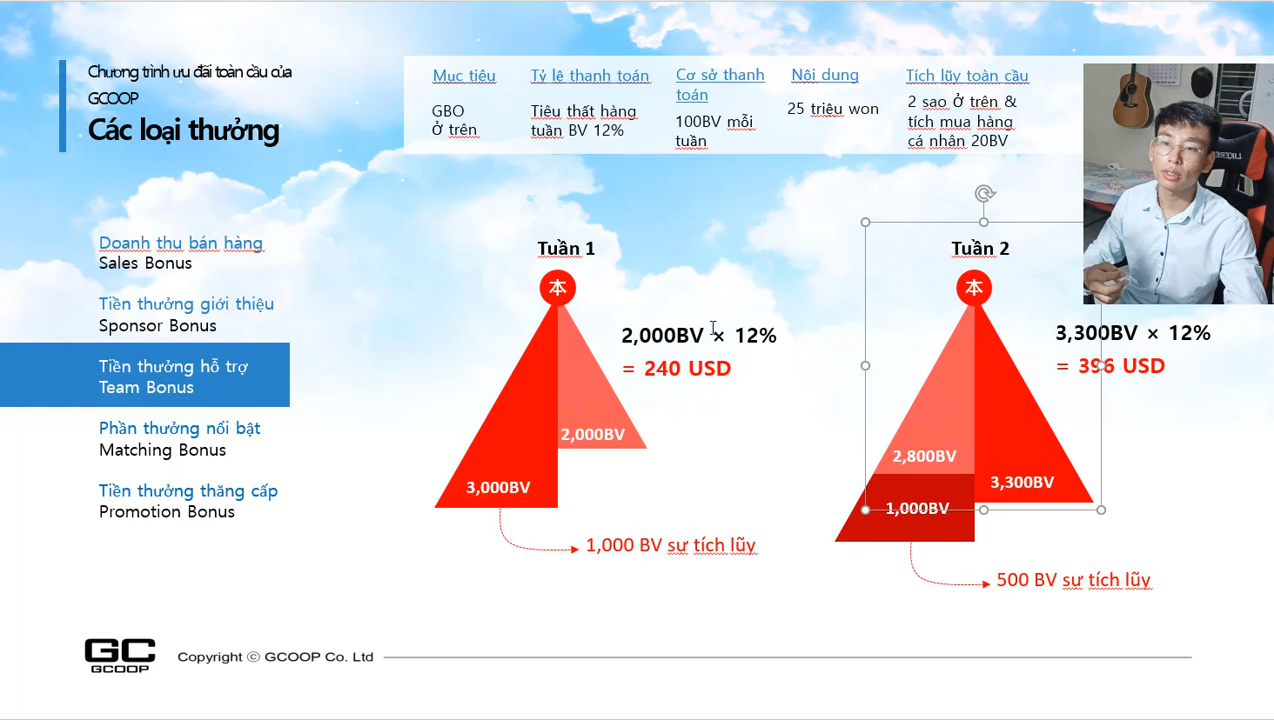 Chương trình ưu đãi toàn cầu của
GCOOP
Các loại thưởng
Mục tiêu
GBO
Ở trên
Tỷ lệ thanh toán
Tiêu thất hàng
tuần BV 12%
Cơ sở thanh
toán
100BV mỗi
tuần
Nội dung
25 triệu won
Tích lũy toàn cầu
2 sao Ở trên &
tích mua hàng
cá nhân 20BV
LIKEREGAL
Doanh thu bán hàng
Sales Bonus
Tiền thưởng giới thiệu
Sponsor Bonus
Tiền thưởng hỗ trợ
Team Bonus
Phần thưởng nổi bật
Matching Bonus
Tiền thưởng thăng cấp
Promotion Bonus
Tuần 1
本
2,000BV × 12%
= 240 USD
2,000BV
3,000BV
1,000 BV sự tích lũy
Tuần 2
本
3,300BV × 12%
= 396 USD
2,800BV
3,300BV
1,000BV
500 BV sự tích lũy
GC
GCOOP
Copyright © GCOOP Co. Ltd